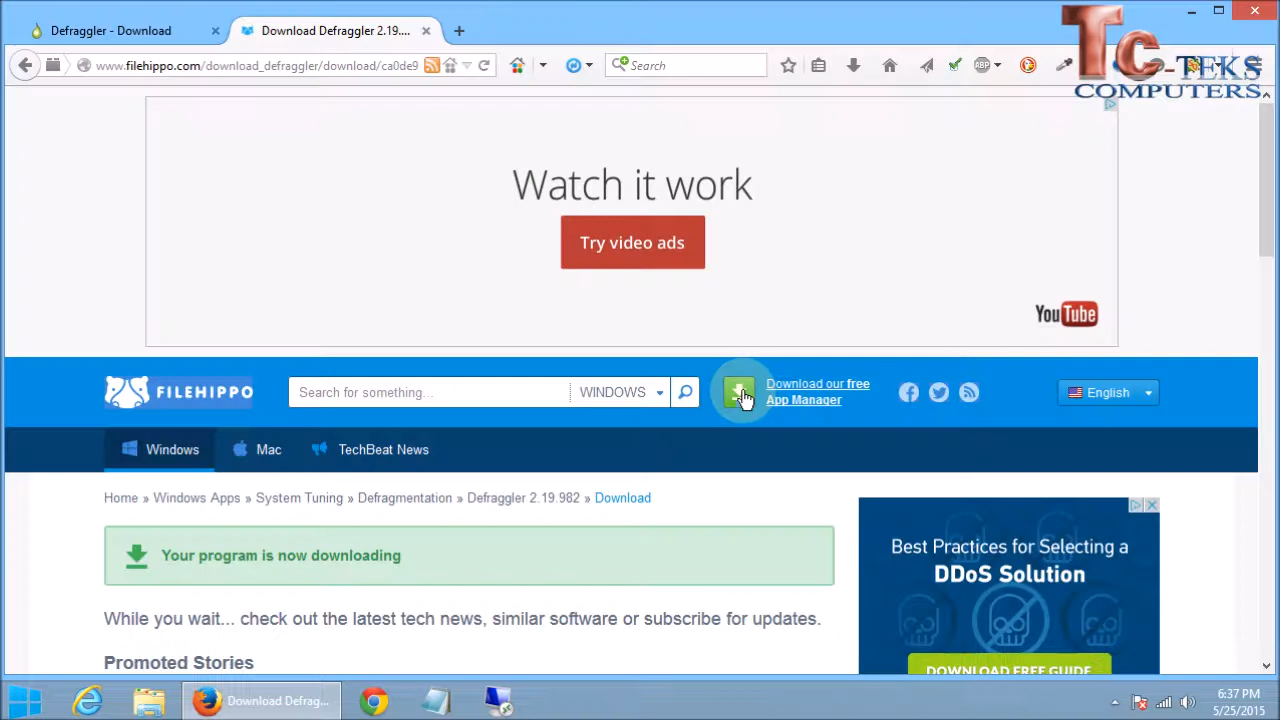 Defraggler - Download
Download Defraggler 2.19....
Tc-TEKS
COMPUTERS
www.filehippo.com/download_defraggler/download/ca0de9
Search
ABP
Watch it work
Try video ads
YouTube
FILEHIPPO
Search for something...
WINDOWS
Download our free
App Manager
English
Windows
Mac
TechBeat News
Home » Windows Apps » System Tuning » Defragmentation » Defraggler 2.19.982 » Download
Your program is now downloading
While you wait... check out the latest tech news, similar software or subscribe for updates.
Promoted Stories
Best Practices for Selecting a
DDoS Solution
DOWNLOAD FREE GUIDE
Download Defrag...
6:37 PM
5/25/2015